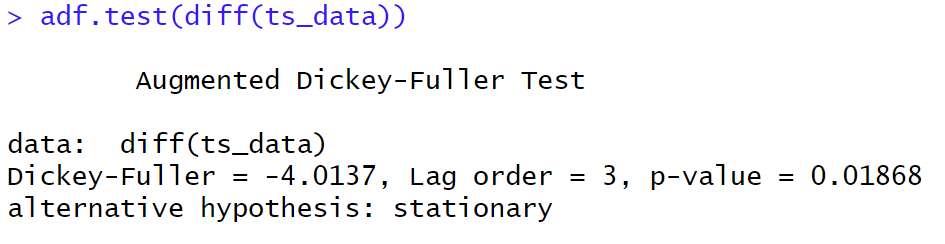 > adf.test(diff(ts_data))
Augmented Dickey-Fuller Test
data:  diff(ts_data)
Dickey-Fuller = -4.0137, Lag order = 3, p-value = 0.01868
alternative hypothesis: stationary